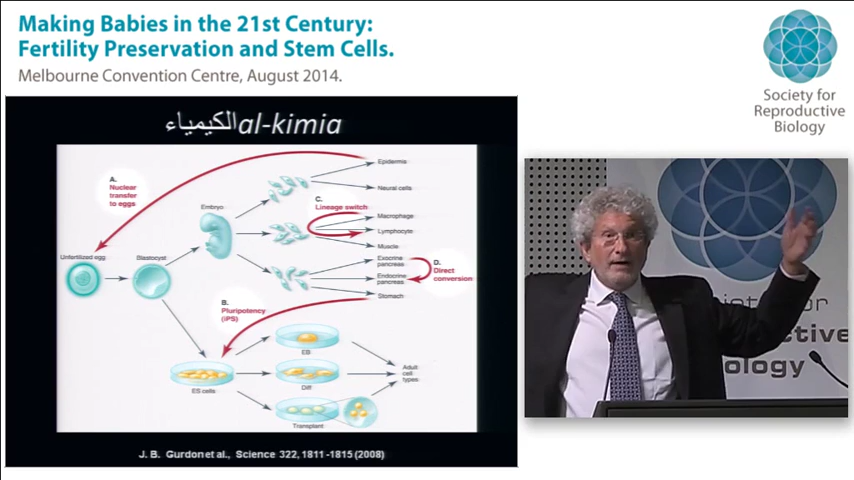 Making Babies in the 21st Century:
Fertility Preservation and Stem Cells.
Melbourne Convention Centre, August 2014.
Society for
Reproductive
Biology
الكيمياء al-kimia
A.
Nuclear
transfer
to eggs
Epidermis
Neural cells
Embryo
C.
Lineage switch
Macrophage
Lymphocyte
Muscle
Unfertilized egg
Blastocyst
Exocrine
pancreas
Endocrine
pancreas
Stomach
D.
Direct
conversion
B.
Pluripotency
(iPS)
EB
ES cells
Diff
Adult
cell
types
Transplant
J. B. Gurdon et al., Science 322, 1811-1815 (2008)
for
ctive
ology